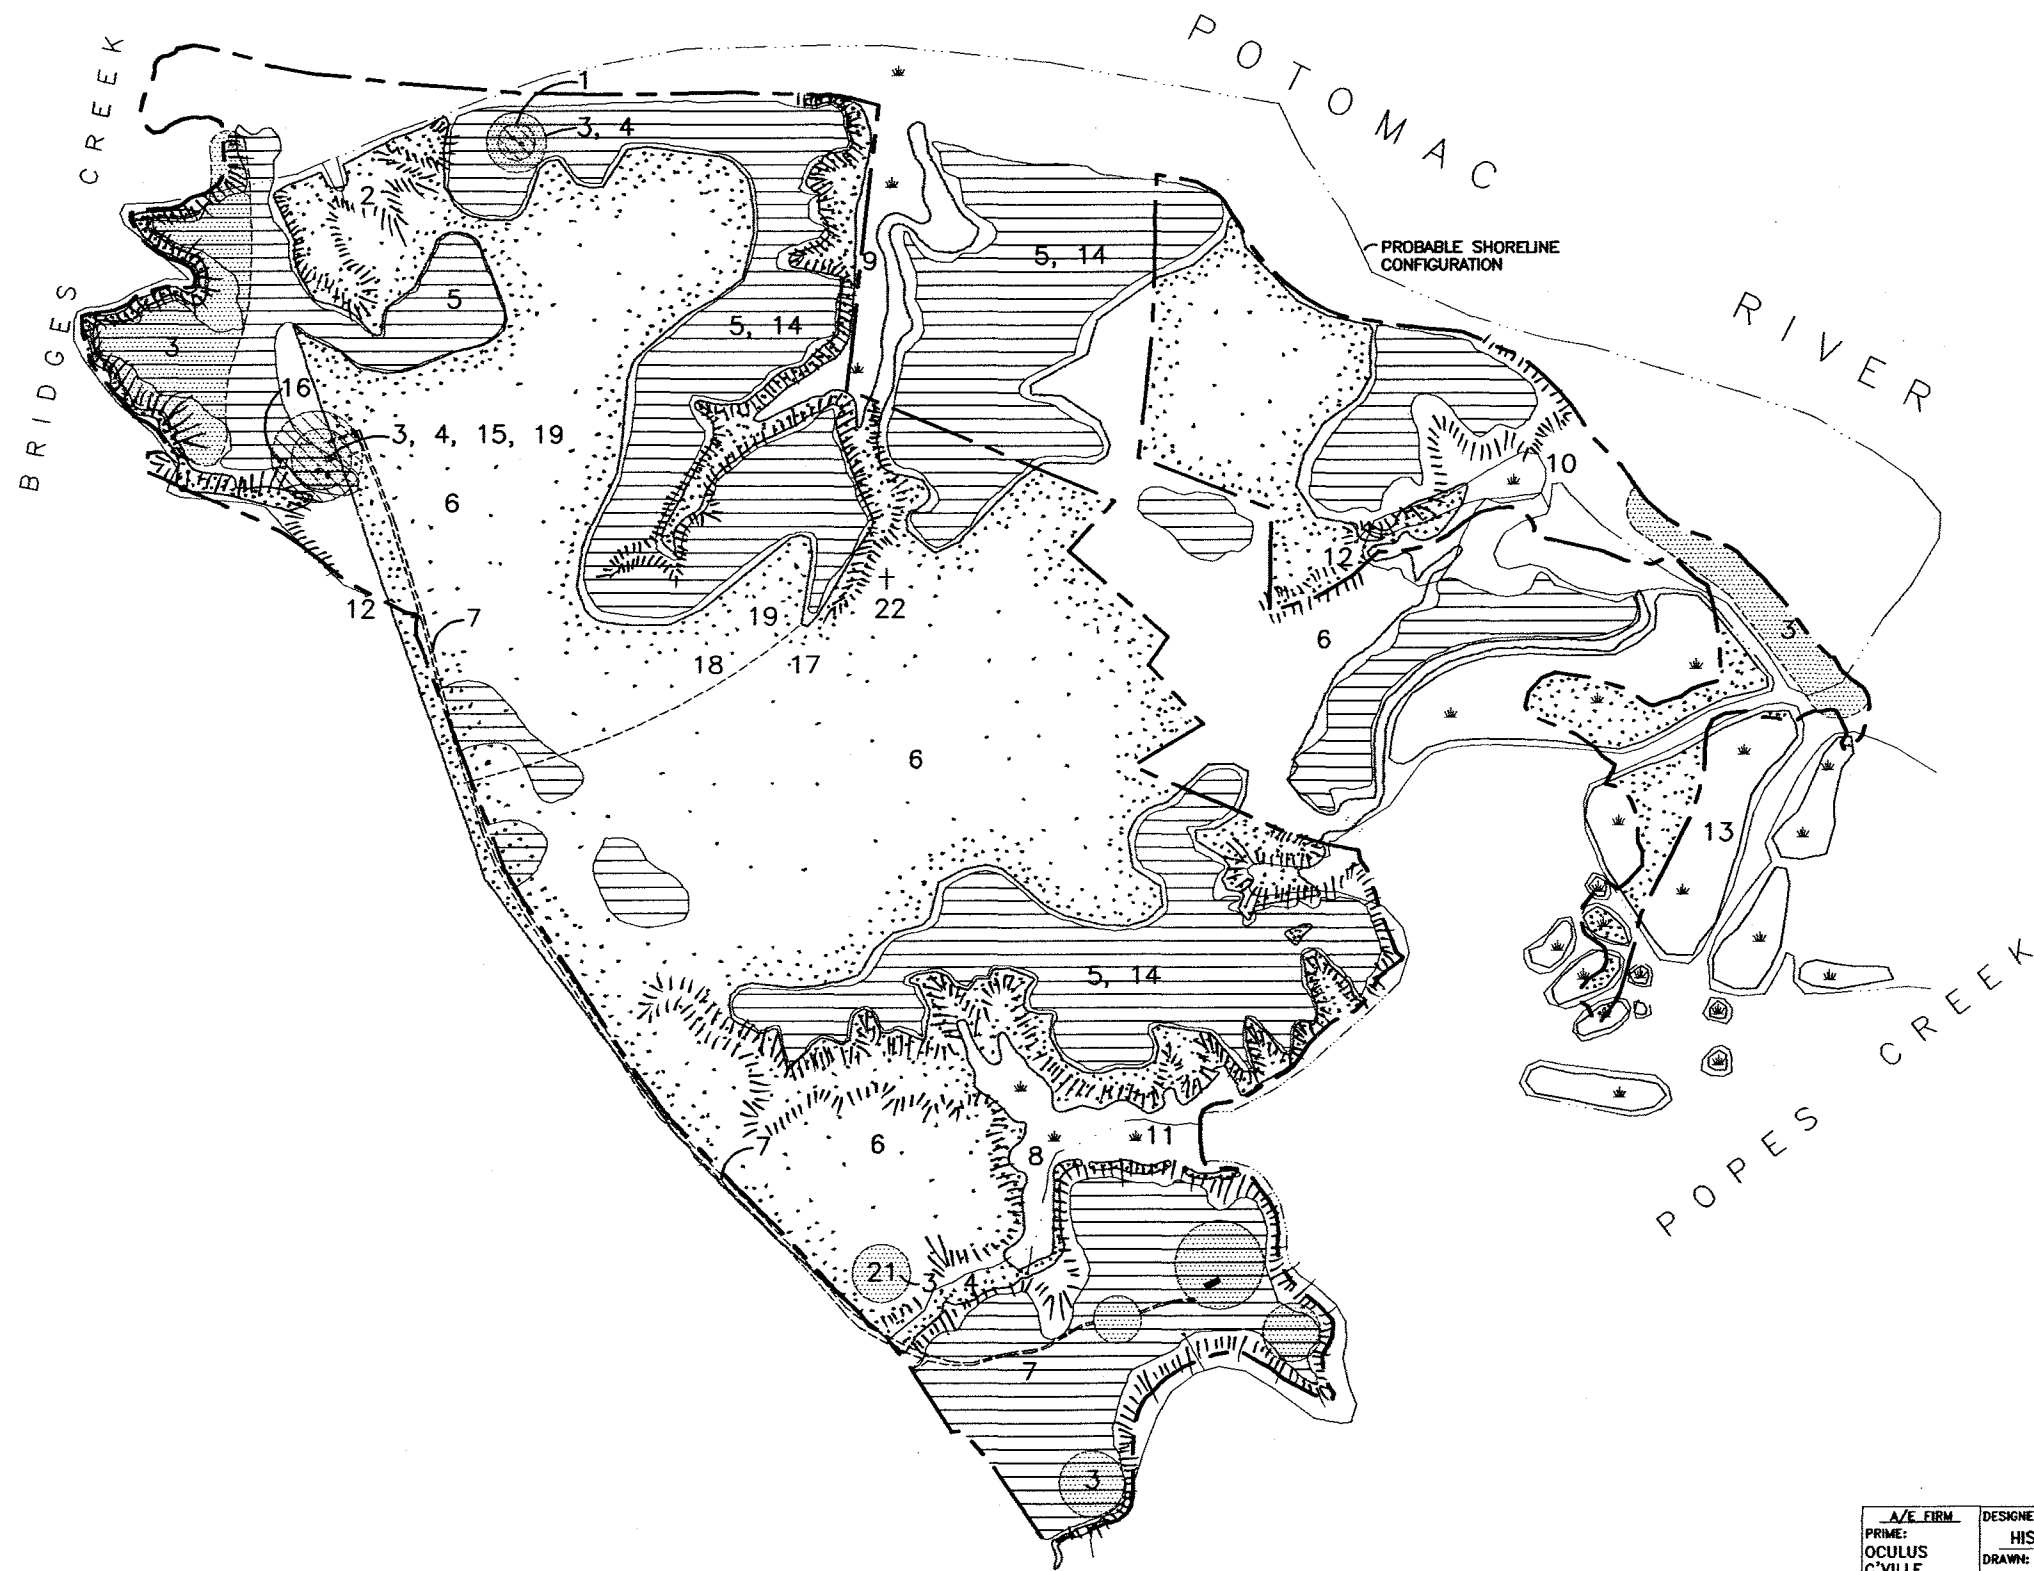 POTOMAC
RIVER
BRIDGES CREEK
POPES CREEK
PROBABLE SHORELINE
CONFIGURATION
1
3, 4
2
9
5, 14
5
5, 14
3
16
3, 4, 15, 19
10
6
12
22
12
19
7
6
3
18
17
6
13
5, 14
11
6
8
7
21
3
4
7
3
A/E FIRM
PRIME:
OCULUS
C'VILLE
DESIGNE
HIS
DRAWN: